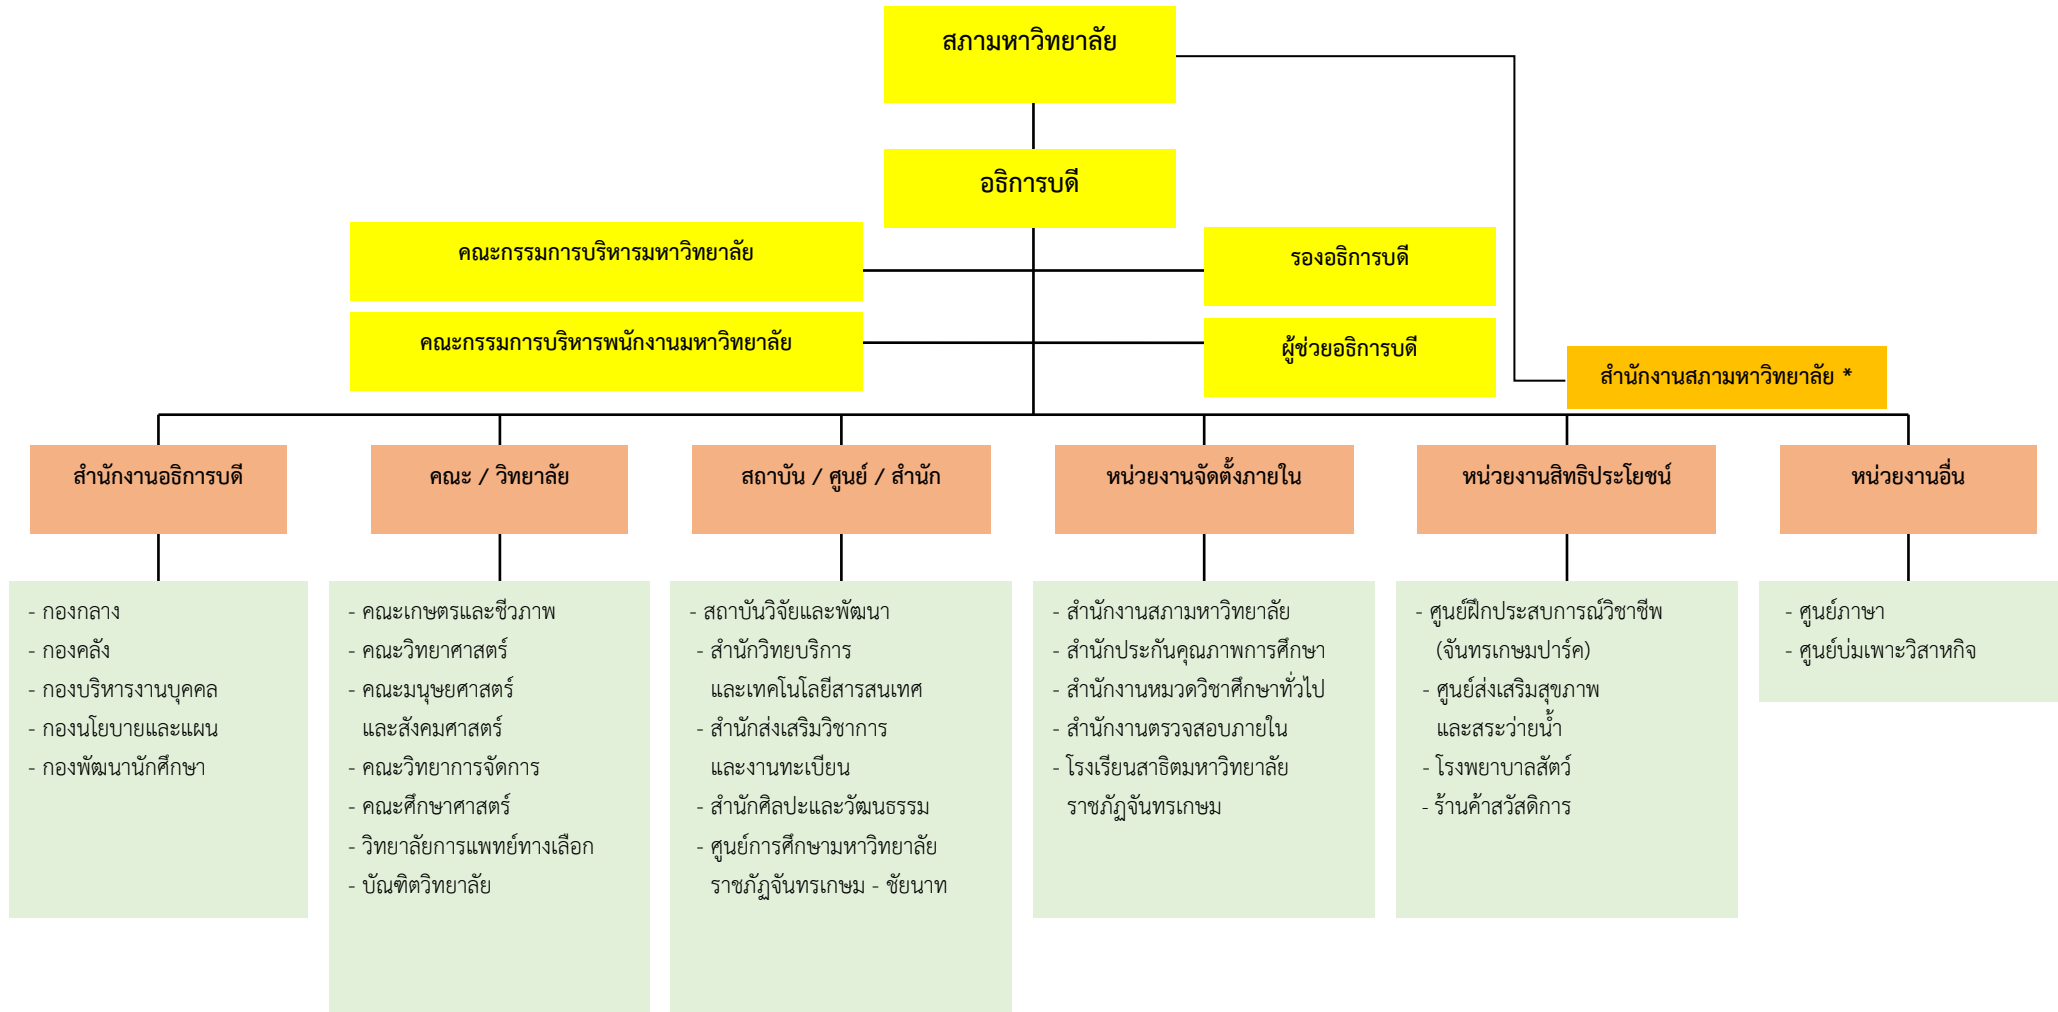 สภามหาวิทยาลัย
อธิการบดี
คณะกรรมการบริหารมหาวิทยาลัย
รองอธิการบดี
คณะกรรมการบริหารพนักงานมหาวิทยาลัย
ผู้ช่วยอธิการบดี
สำนักงานสภามหาวิทยาลัย *
สำนักงานอธิการบดี
คณะ / วิทยาลัย
สถาบัน / ศูนย์ / สำนัก
หน่วยงานจัดตั้งภายใน
หน่วยงานสิทธิประโยชน์
หน่วยงานอื่น
- กองกลาง
- กองคลัง
- กองบริหารงานบุคคล
- กองนโยบายและแผน
- กองพัฒนานักศึกษา
- คณะเกษตรและชีวภาพ
- คณะวิทยาศาสตร์
- คณะมนุษยศาสตร์
และสังคมศาสตร์
- คณะวิทยาการจัดการ
- คณะศึกษาศาสตร์
- วิทยาลัยการแพทย์ทางเลือก
- บัณฑิตวิทยาลัย
- สถาบันวิจัยและพัฒนา
- สำนักวิทยบริการ
และเทคโนโลยีสารสนเทศ
- สำนักส่งเสริมวิชาการ
และงานทะเบียน
- สำนักศิลปะและวัฒนธรรม
- ศูนย์การศึกษามหาวิทยาลัย
ราชภัฏจันทรเกษม - ชัยนาท
- สำนักงานสภามหาวิทยาลัย
- สำนักประกันคุณภาพการศึกษา
- สำนักงานหมวดวิชาศึกษาทั่วไป
- สำนักงานตรวจสอบภายใน
- โรงเรียนสาธิตมหาวิทยาลัย
ราชภัฏจันทรเกษม
- ศูนย์ฝึกประสบการณ์วิชาชีพ
(จันทรเกษมปาร์ค)
- ศูนย์ส่งเสริมสุขภาพ
และสระว่ายน้ำ
- โรงพยาบาลสัตว์
- ร้านค้าสวัสดิการ
- ศูนย์ภาษา
- ศูนย์บ่มเพาะวิสาหกิจ